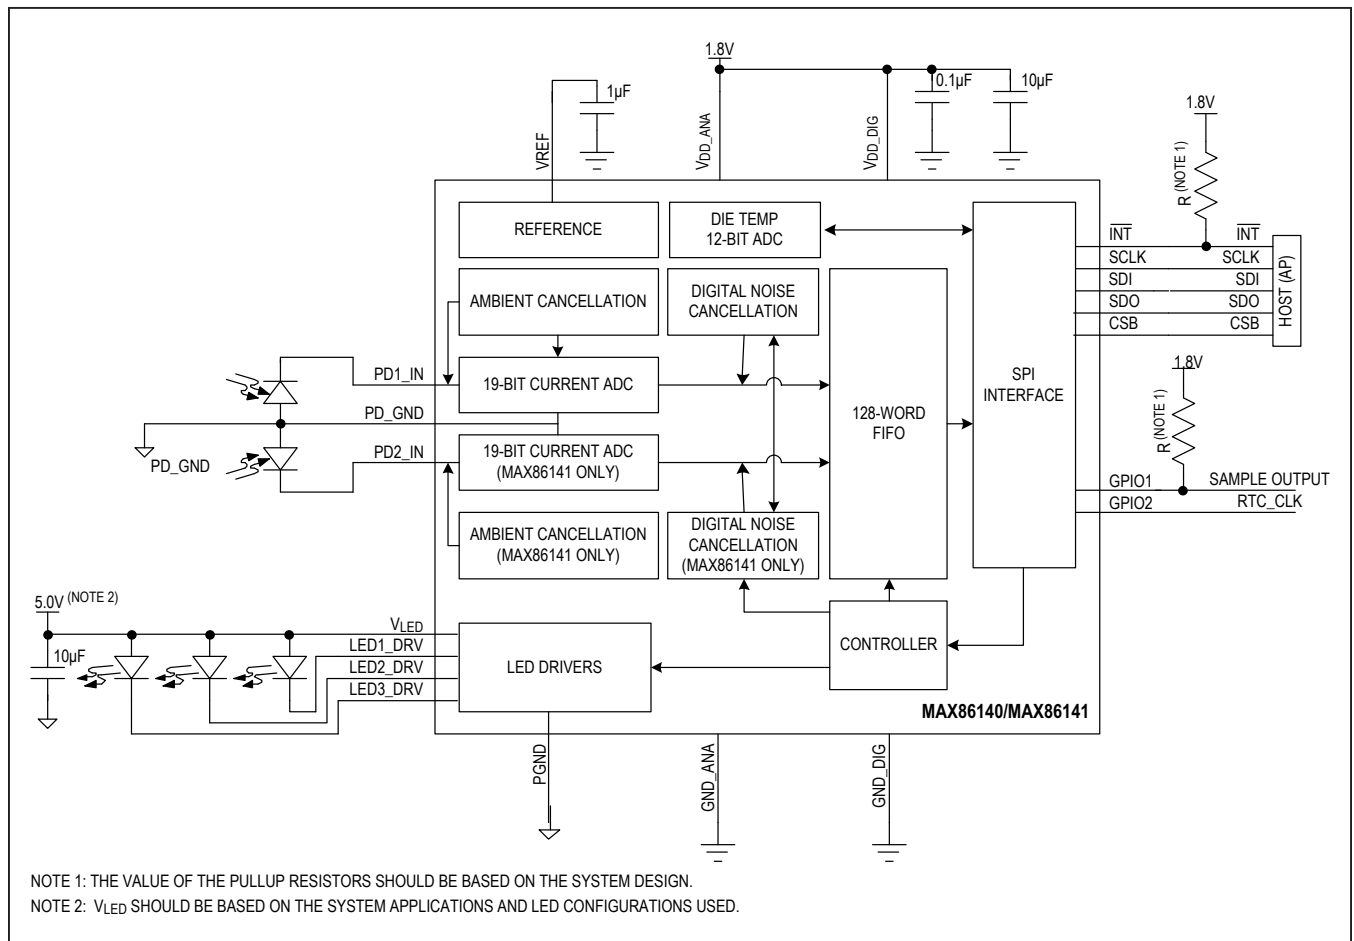 1.8V
1µF
0.1µF
10µF
VREF
VDD_ANA
VDD_DIG
1.8V
R (NOTE 1)
REFERENCE
DIE TEMP
12-BIT ADC
INT
INT
SCLK
SCLK
SDI
SDI
SDO
SDO
CSB
CSB
HOST (AP)
AMBIENT CANCELLATION
DIGITAL NOISE
CANCELLATION
PD1_IN
19-BIT CURRENT ADC
SPI
INTERFACE
1.8V
R (NOTE 1)
PD_GND
128-WORD
FIFO
PD_GND
PD2_IN
19-BIT CURRENT ADC
(MAX86141 ONLY)
GPIO1
SAMPLE OUTPUT
GPIO2
RTC_CLK
AMBIENT CANCELLATION
(MAX86141 ONLY)
DIGITAL NOISE
CANCELLATION
(MAX86141 ONLY)
5.0V (NOTE 2)
10µF
VLED
LED1_DRV
LED2_DRV
LED3_DRV
LED DRIVERS
CONTROLLER
MAX86140/MAX86141
PGND
GND_ANA
GND_DIG
NOTE 1: THE VALUE OF THE PULLUP RESISTORS SHOULD BE BASED ON THE SYSTEM DESIGN.
NOTE 2: VLED SHOULD BE BASED ON THE SYSTEM APPLICATIONS AND LED CONFIGURATIONS USED.